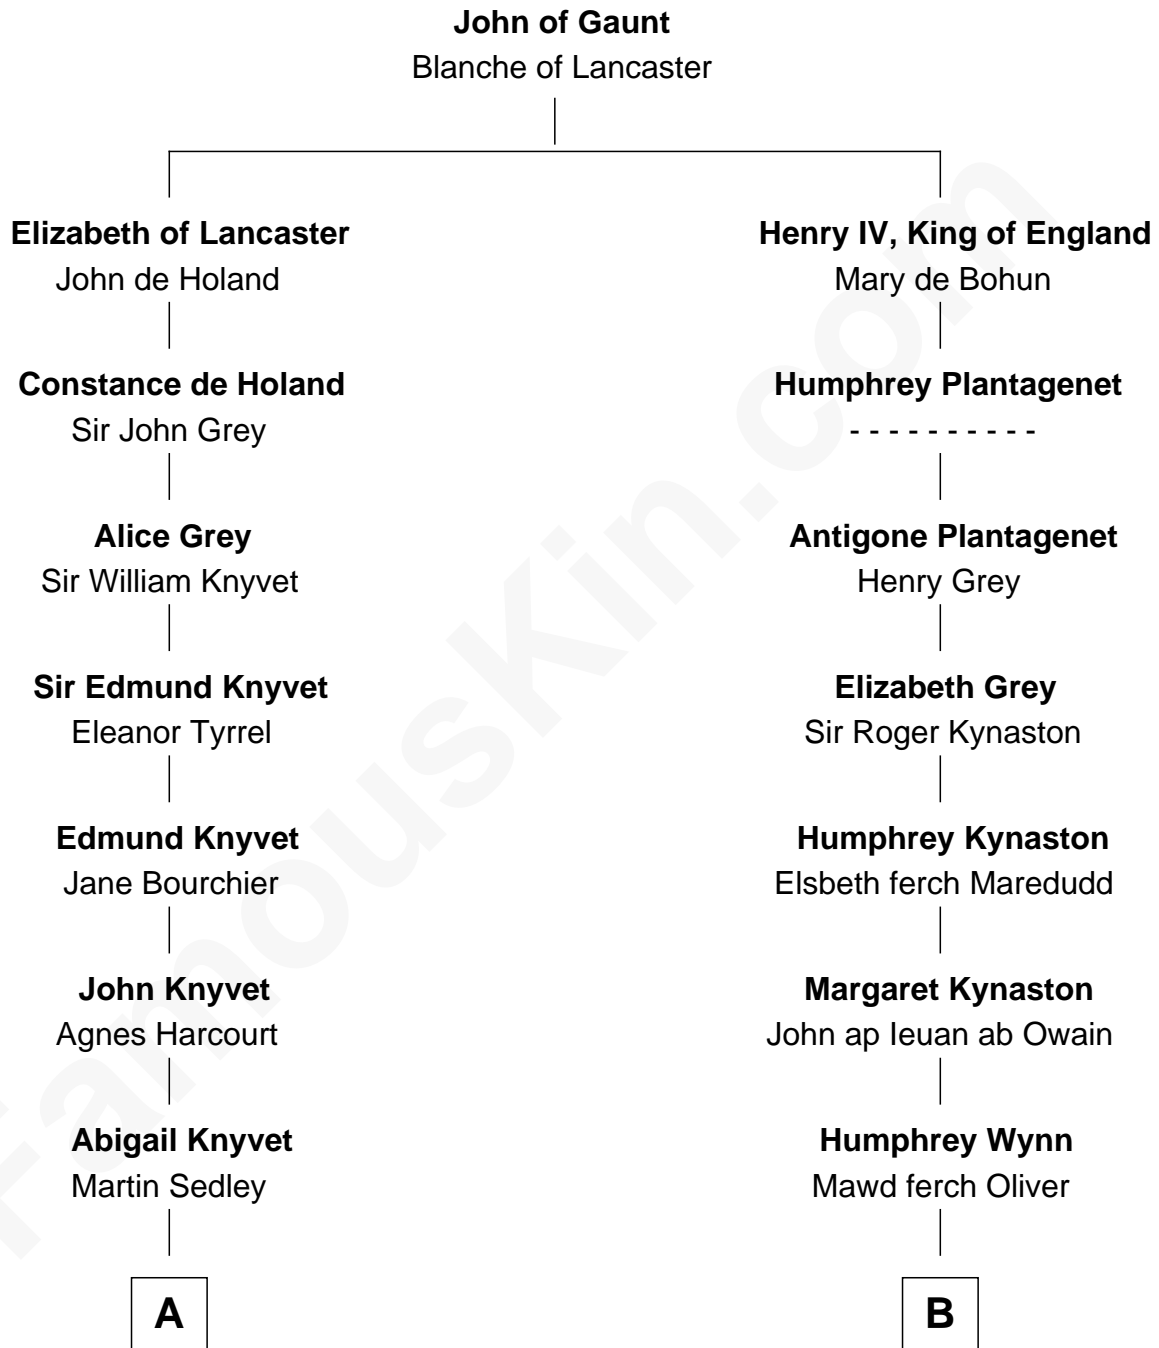 John of Gaunt
Blanche of Lancaster
Elizabeth of Lancaster
John de Holand
Constance de Holand
Sir John Grey
Alice Grey
Sir William Knyvet
Sir Edmund Knyvet
Eleanor Tyrrel
Edmund Knyvet
Jane Bourchier
John Knyvet
Agnes Harcourt
Abigail Knyvet
Martin Sedley
A
Henry IV, King of England
Mary de Bohun
Humphrey Plantagenet
- - - - - - - - - -
Antigone Plantagenet
Henry Grey
Elizabeth Grey
Sir Roger Kynaston
Humphrey Kynaston
Elsbeth ferch Maredudd
Margaret Kynaston
John ap Ieuan ab Owain
Humphrey Wynn
Mawd ferch Oliver
B
FamousKin.com